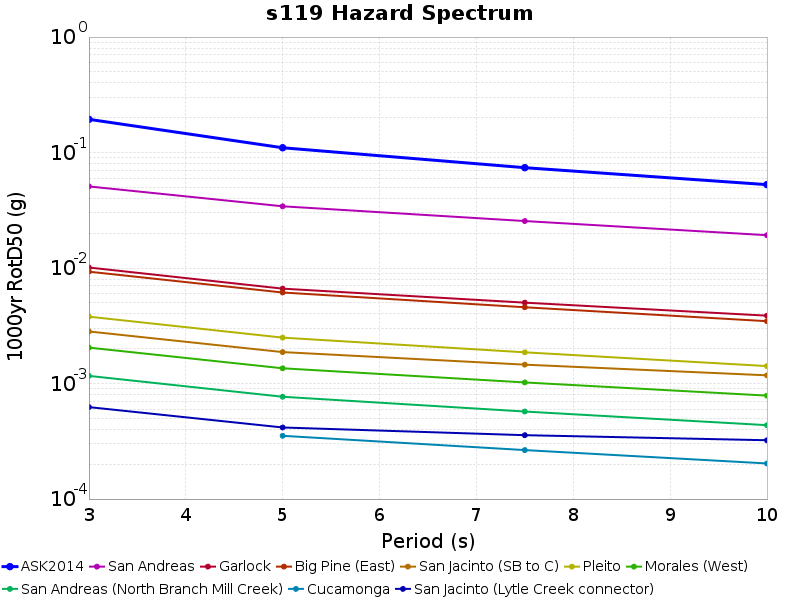 s119 Hazard Spectrum
10^0
10^-1
10^-2
10^-3
10^-4
1000yr RotD50 (g)
3 4 5 6 7 8 9 10
Period (s)
ASK2014 San Andreas Garlock Big Pine (East) San Jacinto (SB to C) Pleito Morales (West)
San Andreas (North Branch Mill Creek) Cucamonga San Jacinto (Lytle Creek connector)